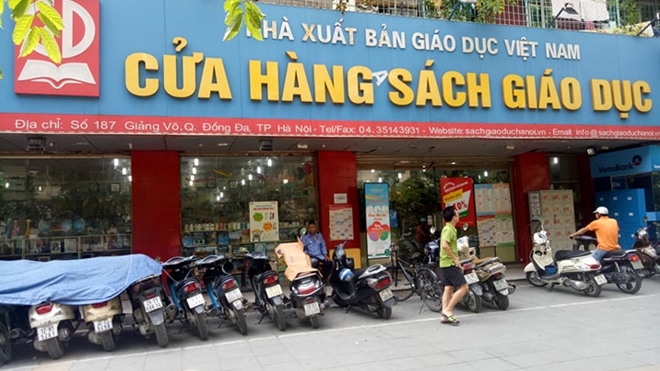 NHÀ XUẤT BẢN GIÁO DỤC VIỆT NAM
CỬA HÀNG SÁCH GIÁO DỤC
Địa chỉ: Số 187 Giảng Võ, Q. Đống Đa, TP Hà Nội - Tel/Fax: 04.35143931 - Website: sachgiaoduchanoi.vn - Email: info@sachgiaoduchanoi.vn
VietinBank